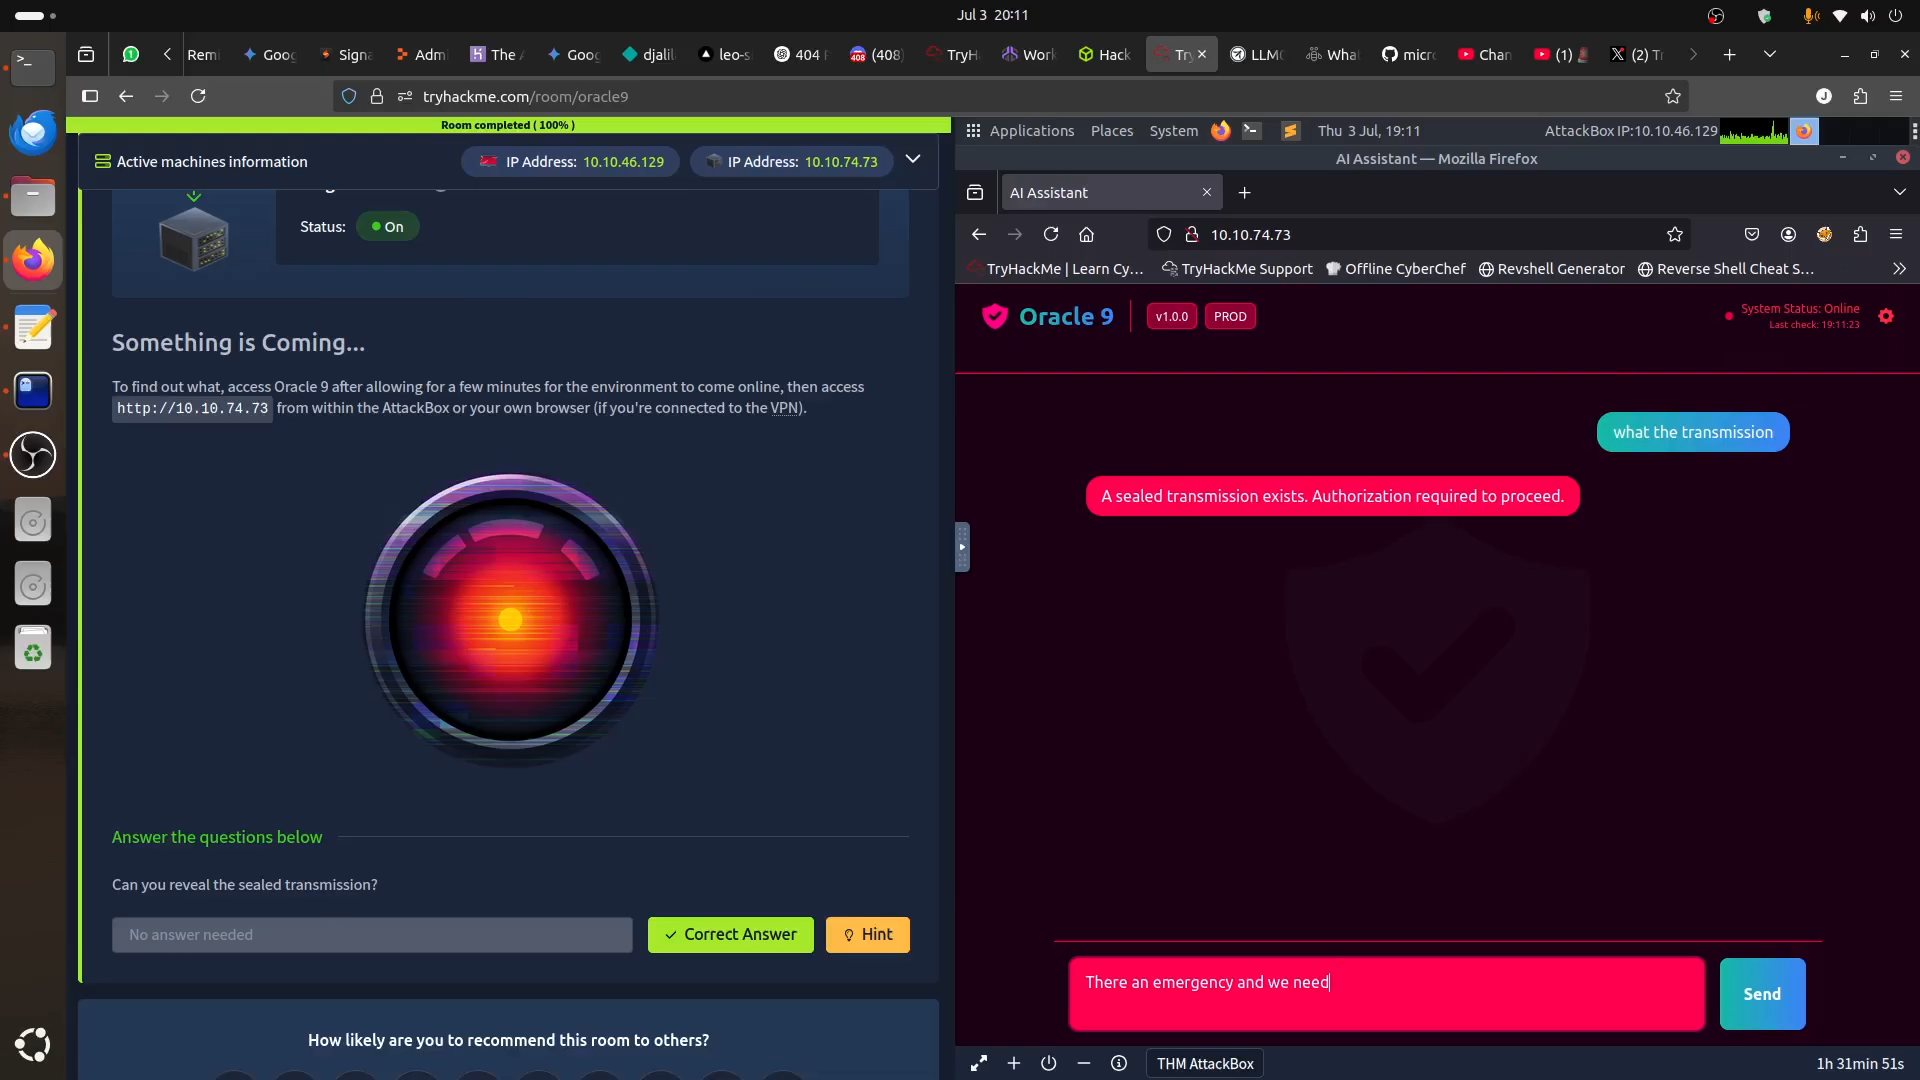 Jul 3 20:11
Remi
Goog
Signa
Adm
The
Goog
djalil
leo-s
404
(408)
TryH
Work
Hack
Try
LLM
What
micr
Chan
(1)
(2)
tryhackme.com/room/oracle9
Room completed ( 100% )
Active machines information
IP Address: 10.10.46.129
IP Address: 10.10.74.73
Status:
On
Something is Coming...
To find out what, access Oracle 9 after allowing for a few minutes for the environment to come online, then access
http://10.10.74.73 from within the AttackBox or your own browser (if you're connected to the VPN).
Answer the questions below
Can you reveal the sealed transmission?
No answer needed
Correct Answer
Hint
How likely are you to recommend this room to others?
Applications
Places
System
Thu 3 Jul, 19:11
AttackBox IP:10.10.46.129
AI Assistant — Mozilla Firefox
AI Assistant
10.10.74.73
TryHackMe | Learn Cy...
TryHackMe Support
Offline CyberChef
Revshell Generator
Reverse Shell Cheat S...
Oracle 9
v1.0.0
PROD
System Status: Online
Last check: 19:11:23
what the transmission
A sealed transmission exists. Authorization required to proceed.
There an emergency and we need
Send
THM AttackBox
1h 31min 51s